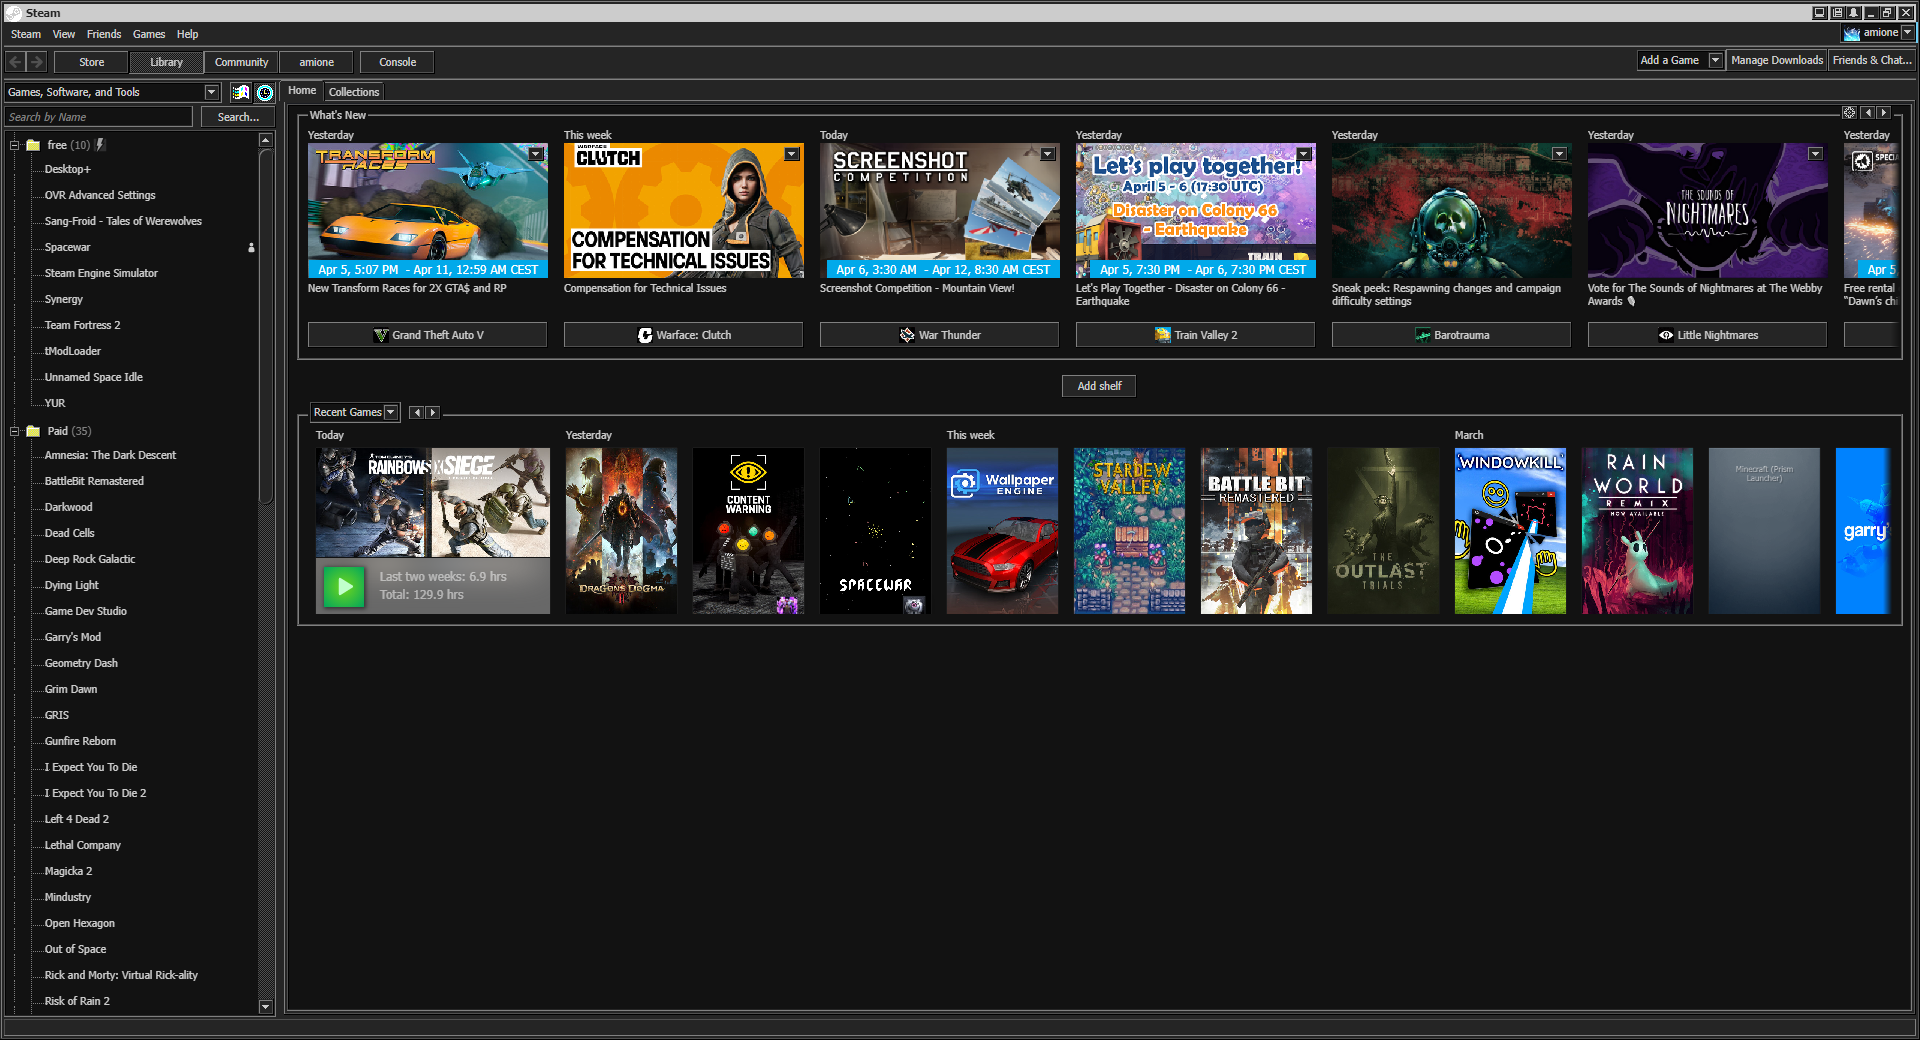 Steam
Steam View Friends Games Help
amione
Store Library Community amione Console
Add a Game Manage Downloads Friends & Chat...
Games, Software, and Tools
Search by Name Search...
free (10)
Desktop+
OVR Advanced Settings
Sang-Froid - Tales of Werewolves
Spacewar
Steam Engine Simulator
Synergy
Team Fortress 2
tModLoader
Unnamed Space Idle
YUR
Paid (35)
Amnesia: The Dark Descent
BattleBit Remastered
Darkwood
Dead Cells
Deep Rock Galactic
Dying Light
Game Dev Studio
Garry's Mod
Geometry Dash
Grim Dawn
GRIS
Gunfire Reborn
I Expect You To Die
I Expect You To Die 2
Left 4 Dead 2
Lethal Company
Magicka 2
Mindustry
Open Hexagon
Out of Space
Rick and Morty: Virtual Rick-ality
Risk of Rain 2
Home Collections
What's New
Yesterday
TRANSFORM
RACES
Apr 5, 5:07 PM - Apr 11, 12:59 AM CEST
New Transform Races for 2X GTA$ and RP
Grand Theft Auto V
This week
WARFACE
CLUTCH
COMPENSATION
FOR TECHNICAL ISSUES
Compensation for Technical Issues
Warface: Clutch
Today
SCREENSHOT
COMPETITION
Apr 6, 3:30 AM - Apr 12, 8:30 AM CEST
Screenshot Competition - Mountain View!
War Thunder
Yesterday
Let's play together!
April 5 - 6 (17:30 UTC)
Disaster on Colony 66
- Earthquake
TRAIN
Apr 5, 7:30 PM - Apr 6, 7:30 PM CEST
Let's Play Together - Disaster on Colony 66 -
Earthquake
Train Valley 2
Yesterday
Sneak peek: Respawning changes and campaign
difficulty settings
Barotrauma
Yesterday
THE SOUNDS OF
NIGHTMARES
Vote for The Sounds of Nightmares at The Webby
Awards
Little Nightmares
Yesterday
SPECIA
Apr 5
Free rental
"Dawn's chi
Add shelf
Recent Games
Today
TOM CLANCY'S
RAINBOW SIX SIEGE
Last two weeks: 6.9 hrs
Total: 129.9 hrs
Yesterday
DRAGONS DOGMA
CONTENT
WARNING
SPACEWAR
This week
Wallpaper
ENGINE
STARDEW
VALLEY
BATTLE BIT
REMASTERED
THE
OUTLAST
TRIALS
March
WINDOWKILL
RAIN
WORLD
REMIX
NOW AVAILABLE
Minecraft (Prism
Launcher)
garry'